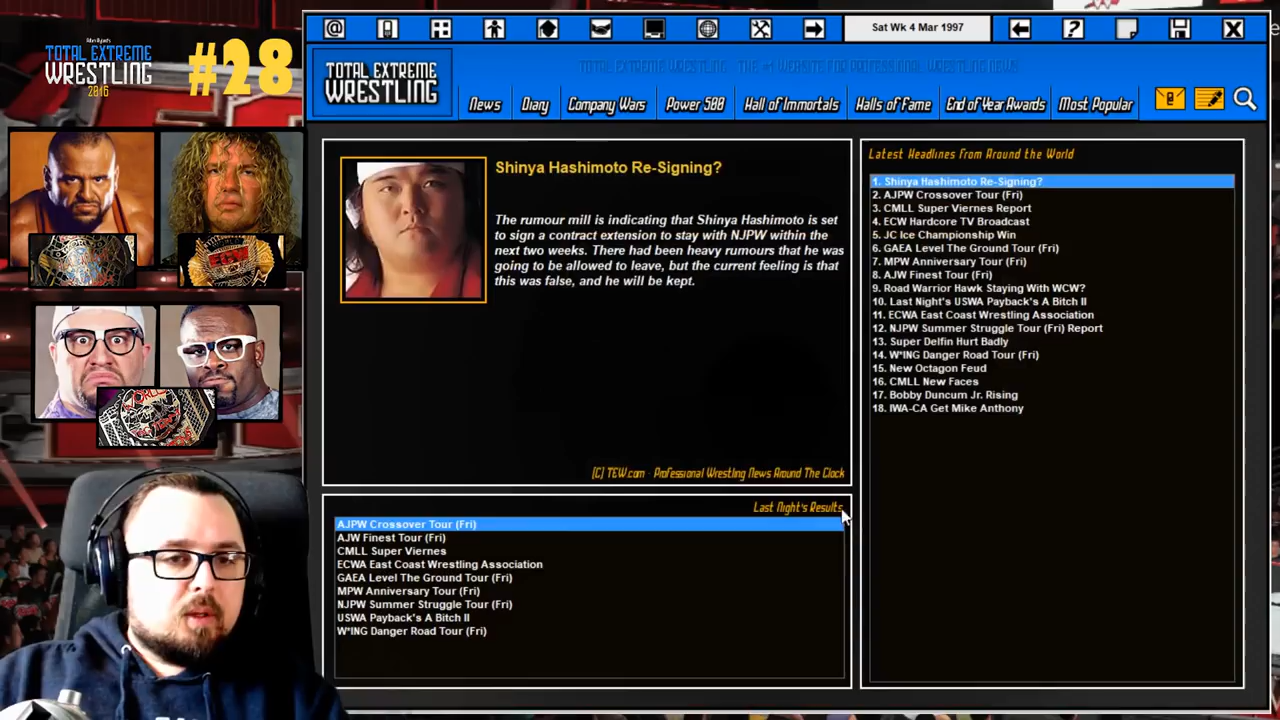 TOTAL EXTREME
WRESTLING
2016
#28
Sat Wk 4 Mar 1997
TOTAL EXTREME
WRESTLING
TOTAL EXTREME WRESTLING - THE #1 WEBSITE FOR PROFESSIONAL WRESTLING NEWS
News
Diary
Company Wars
Power 500
Hall of Immortals
Halls of Fame
End of Year Awards
Most Popular
Shinya Hashimoto Re-Signing?
The rumour mill is indicating that Shinya Hashimoto is set
to sign a contract extension to stay with NJPW within the
next two weeks. There had been heavy rumours that he was
going to be allowed to leave, but the current feeling is that
this was false, and he will be kept.
(C) TEW.com - Professional Wrestling News Around The Clock
Last Night's Results
AJPW Crossover Tour (Fri)
AJW Finest Tour (Fri)
CMLL Super Viernes
ECWA East Coast Wrestling Association
GAEA Level The Ground Tour (Fri)
MPW Anniversary Tour (Fri)
NJPW Summer Struggle Tour (Fri)
USWA Payback's A Bitch II
W*ING Danger Road Tour (Fri)
Latest Headlines From Around the World
1. Shinya Hashimoto Re-Signing?
2. AJPW Crossover Tour (Fri)
3. CMLL Super Viernes Report
4. ECW Hardcore TV Broadcast
5. JC Ice Championship Win
6. GAEA Level The Ground Tour (Fri)
7. MPW Anniversary Tour (Fri)
8. AJW Finest Tour (Fri)
9. Road Warrior Hawk Staying With WCW?
10. Last Night's USWA Payback's A Bitch II
11. ECWA East Coast Wrestling Association
12. NJPW Summer Struggle Tour (Fri) Report
13. Super Delfin Hurt Badly
14. W*ING Danger Road Tour (Fri)
15. New Octagon Feud
16. CMLL New Faces
17. Bobby Duncum Jr. Rising
18. IWA-CA Get Mike Anthony